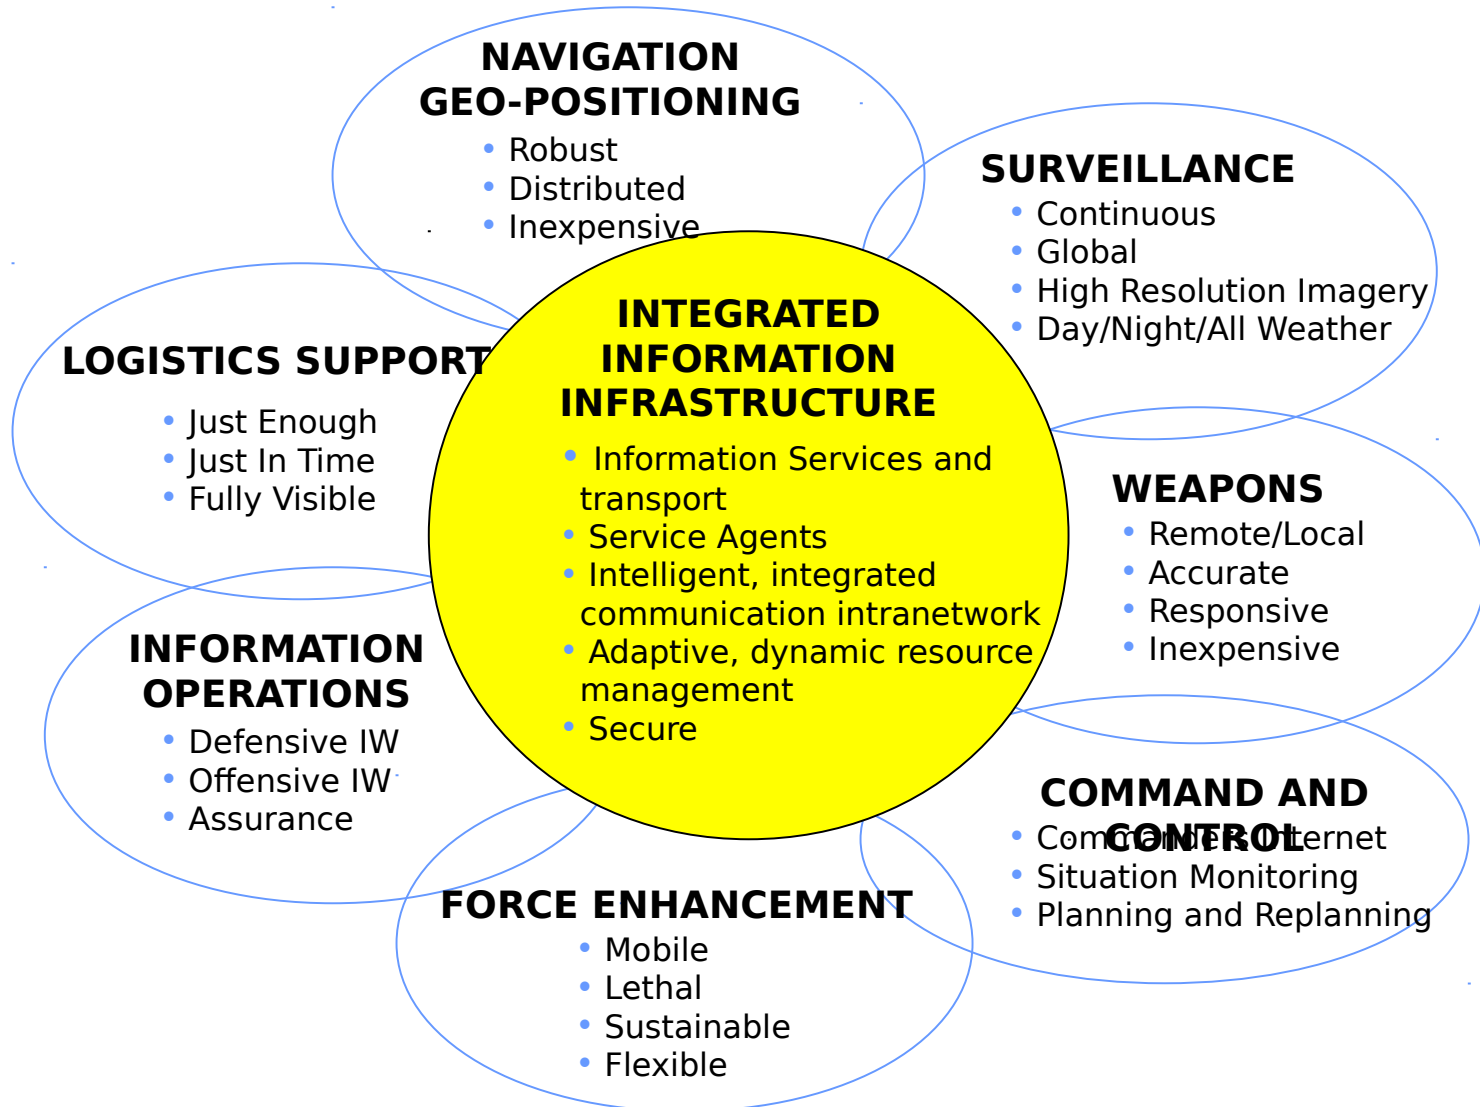 NAVIGATION
GEO-POSITIONING
• Robust
• Distributed
• Inexpensive
SURVEILLANCE
• Continuous
• Global
• High Resolution Imagery
• Day/Night/All Weather
LOGISTICS SUPPORT
• Just Enough
• Just In Time
• Fully Visible
INTEGRATED
INFORMATION
INFRASTRUCTURE
• Information Services and
transport
• Service Agents
• Intelligent, integrated
communication intranetwork
• Adaptive, dynamic resource
management
• Secure
WEAPONS
• Remote/Local
• Accurate
• Responsive
• Inexpensive
INFORMATION
OPERATIONS
• Defensive IW
• Offensive IW
• Assurance
COMMAND AND
CONTROL
• Commanders Internet
• Situation Monitoring
• Planning and Replanning
FORCE ENHANCEMENT
• Mobile
• Lethal
• Sustainable
• Flexible